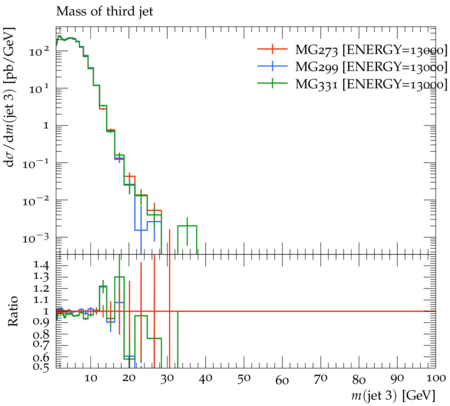 Mass of third jet
dσ/dm(jet 3) [pb/GeV]
10²
10¹
1
10⁻¹
10⁻²
10⁻³
MG273 [ENERGY=13000]
MG299 [ENERGY=13000]
MG331 [ENERGY=13000]
Ratio
1.4
1.3
1.2
1.1
1
0.9
0.8
0.7
0.6
0.5
10 20 30 40 50 60 70 80 90 100
m(jet 3) [GeV]